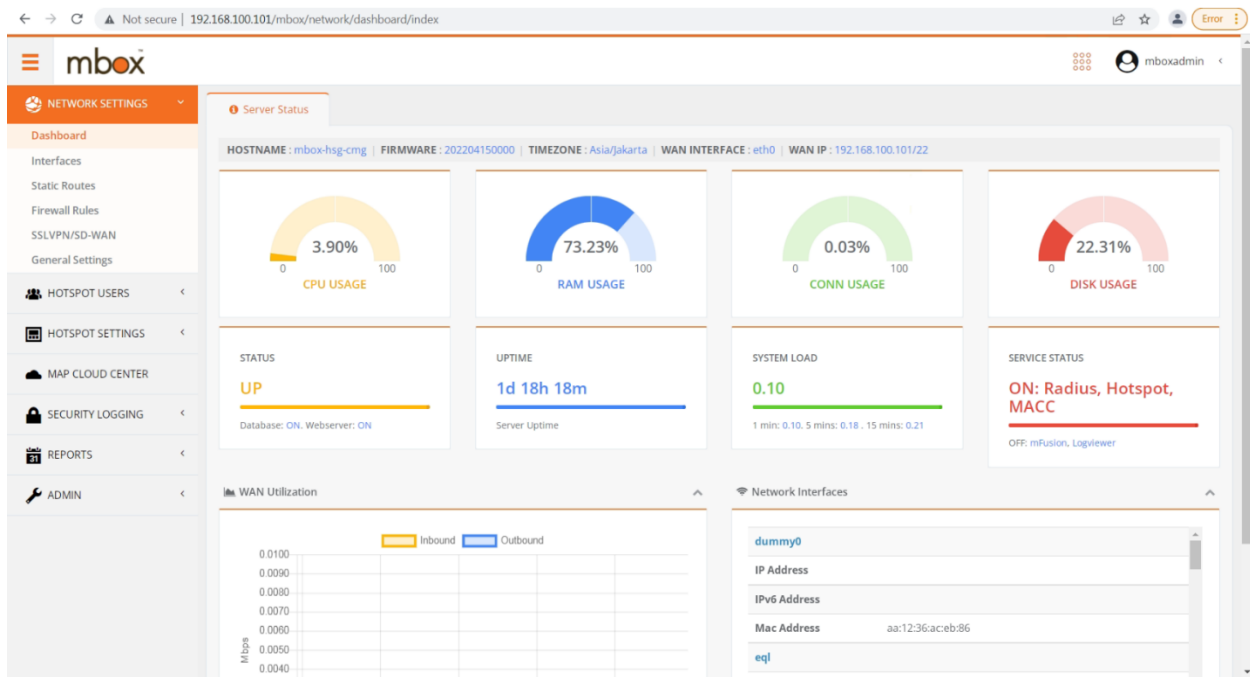 Not secure | 192.168.100.101/mbox/network/dashboard/index
Error
mbox
mboxadmin
NETWORK SETTINGS
Dashboard
Interfaces
Static Routes
Firewall Rules
SSLVPN/SD-WAN
General Settings
HOTSPOT USERS
HOTSPOT SETTINGS
MAP CLOUD CENTER
SECURITY LOGGING
REPORTS
31
ADMIN
Server Status
HOSTNAME : mbox-hsg-cmg | FIRMWARE : 202204150000 | TIMEZONE : Asia/Jakarta | WAN INTERFACE : eth0 | WAN IP : 192.168.100.101/22
3.90%
0 100
CPU USAGE
73.23%
0 100
RAM USAGE
0.03%
0 100
CONN USAGE
22.31%
0 100
DISK USAGE
STATUS
UP
Database: ON. Webserver: ON
UPTIME
1d 18h 18m
Server Uptime
SYSTEM LOAD
0.10
1 min: 0.10. 5 mins: 0.18 . 15 mins: 0.21
SERVICE STATUS
ON: Radius, Hotspot,
MACC
OFF: mFusion, Logviewer
WAN Utilization
Inbound Outbound
0.0100
0.0090
0.0080
0.0070
0.0060
0.0050
0.0040
Mbps
Network Interfaces
dummy0
IP Address
IPv6 Address
Mac Address aa:12:36:ac:eb:86
eql